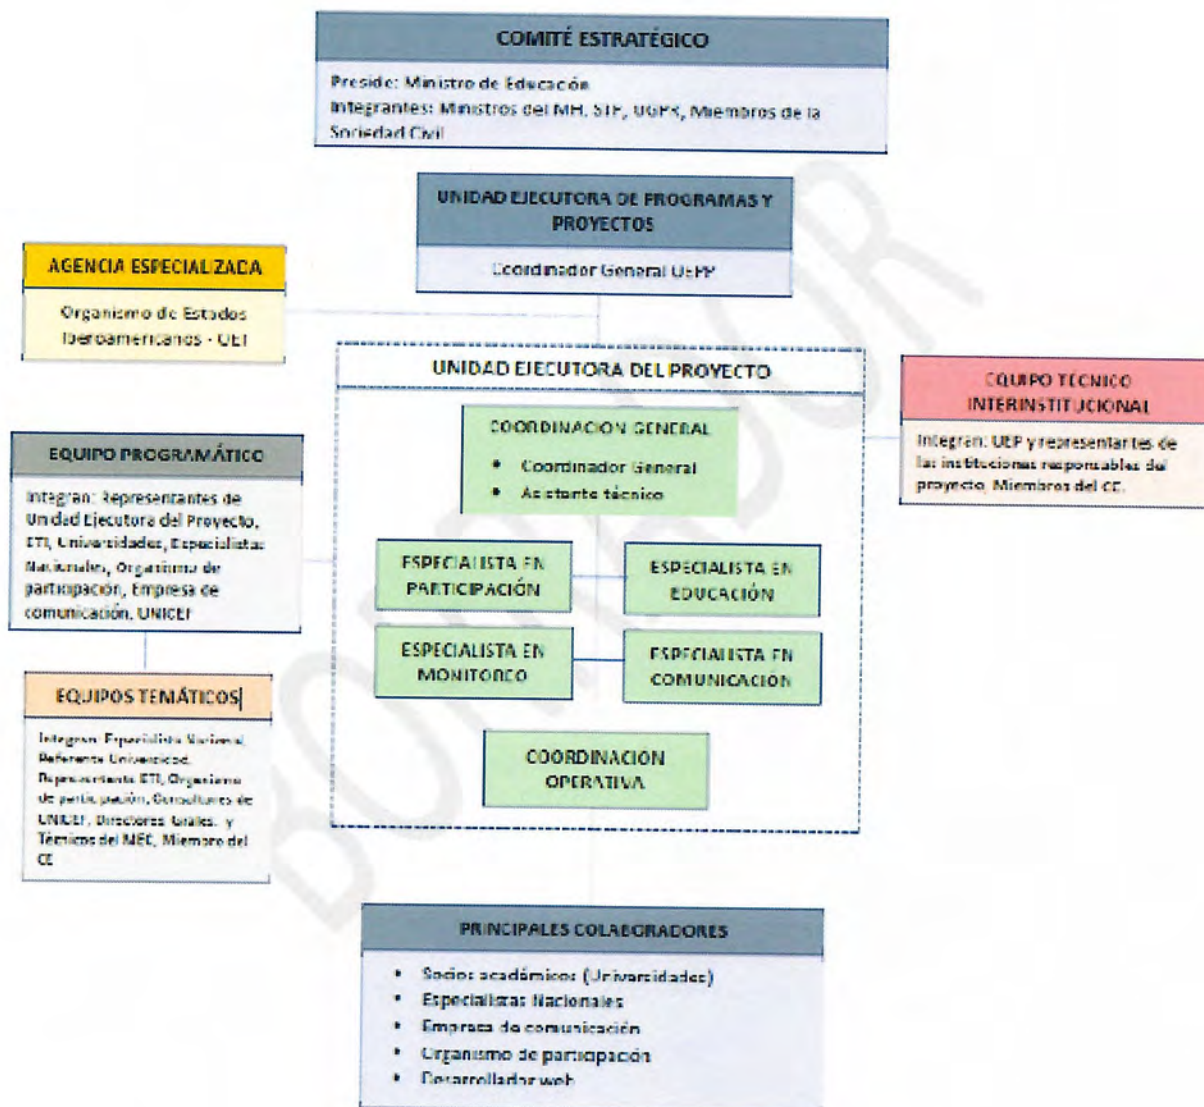 COMITÉ ESTRATÉGICO
Preside: Ministro de Educación
Integrantes: Ministros del MH, STP, UGPR, Miembros de la
Sociedad Civil
UNIDAD EJECUTORA DE PROGRAMAS Y
PROYECTOS
Coordinador General UEPP
AGENCIA ESPECIALIZADA
Organismo de Estados
Iberoamericanos - OEI
UNIDAD EJECUTORA DEL PROYECTO
EQUIPO TÉCNICO
INTERINSTITUCIONAL
Integran: UEP y representantes de
las instituciones responsables del
proyecto, Miembros del CE.
COORDINACION GENERAL
• Coordinador General
• Asistente técnico
EQUIPO PROGRAMÁTICO
Integran: Representantes de
Unidad Ejecutora del Proyecto,
ETI, Universidades, Especialistas
Nacionales, Organismo de
participación, Empresa de
comunicación, UNICEF
ESPECIALISTA EN
PARTICIPACIÓN
ESPECIALISTA EN
EDUCACIÓN
ESPECIALISTA EN
MONITOREO
ESPECIALISTA EN
COMUNICACIÓN
EQUIPOS TEMÁTICOS
Integran: Especialista Nacional,
Referente Universidad,
Representante ETI, Organismo
de participación, Consultores de
UNICEF, Directores Grales. y
Técnicos del MEC, Miembro del
CE
COORDINACION
OPERATIVA
PRINCIPALES COLABORADORES
• Socios académicos (Universidades)
• Especialistas Nacionales
• Empresa de comunicación
• Organismo de participación
• Desarrollador web
BORRADOR